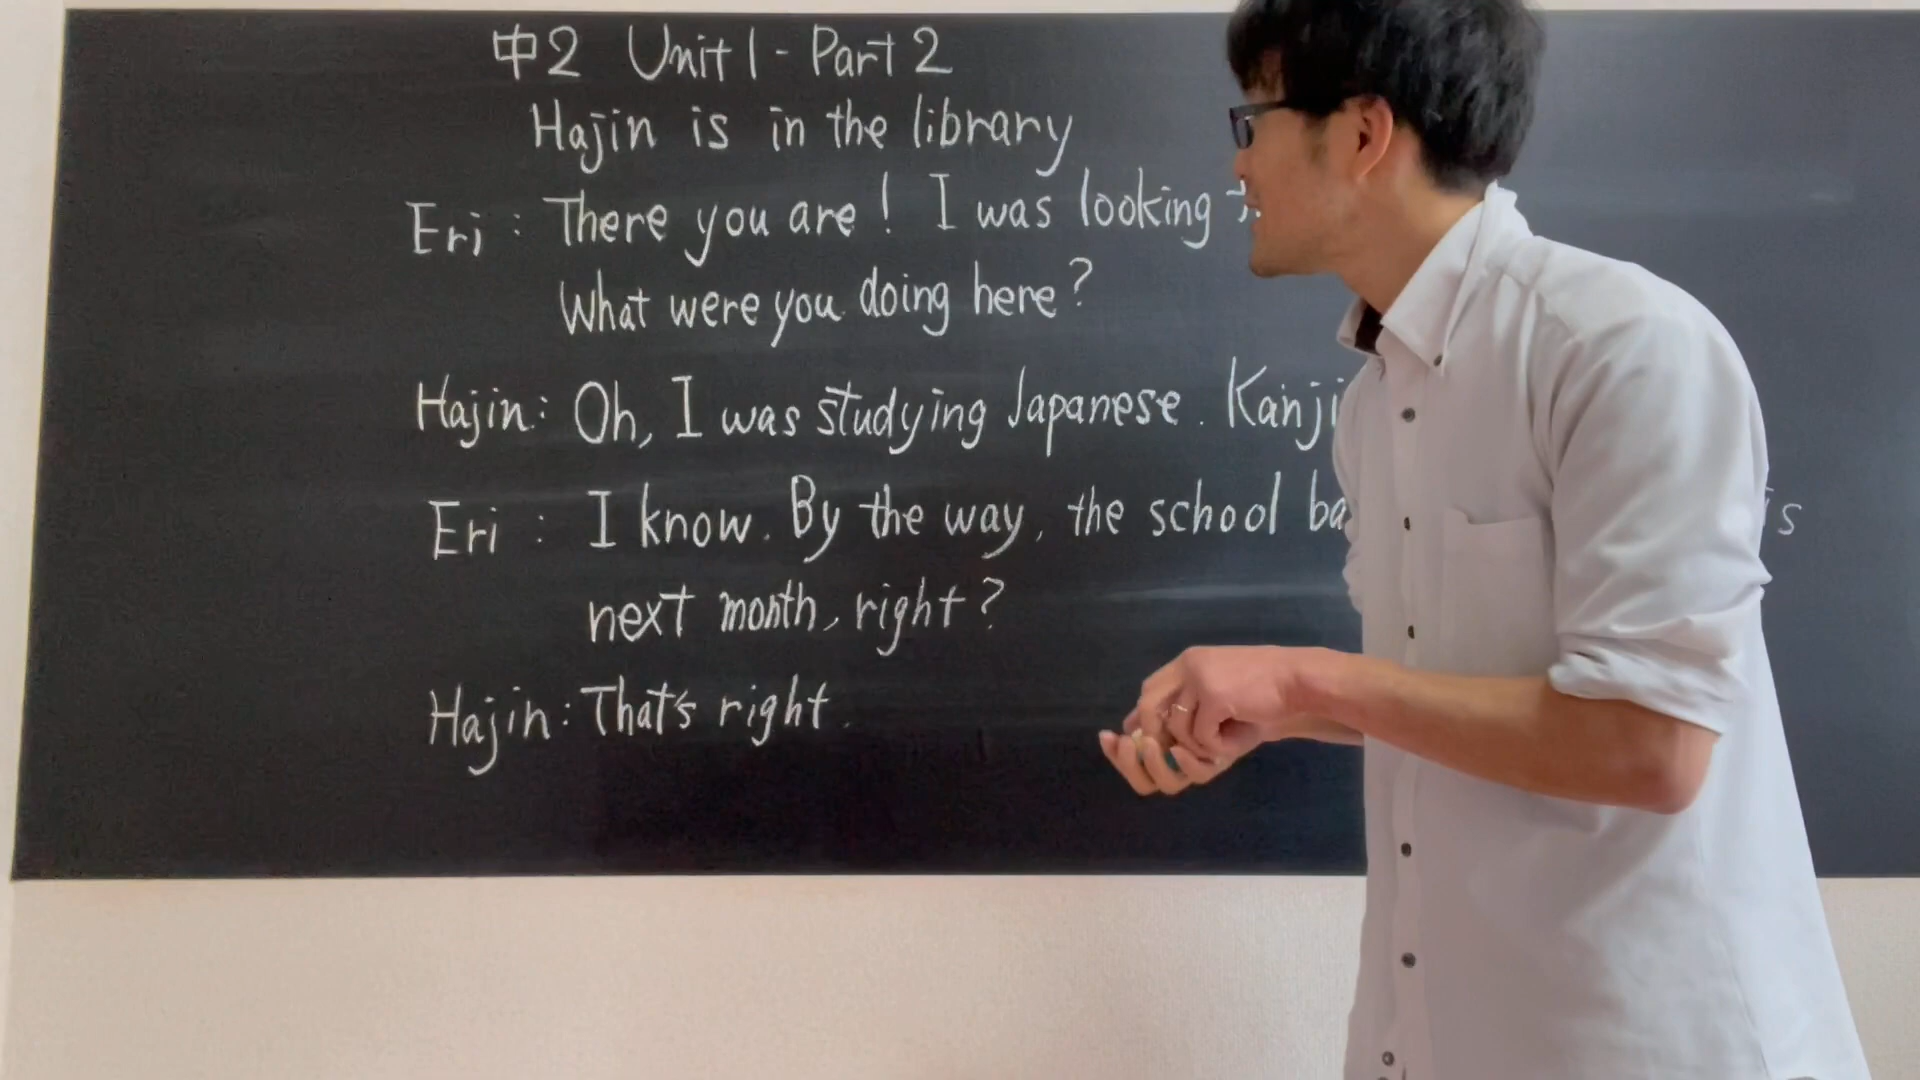 中2 Unit 1 - Part 2
Hajin is in the library
Eri : There you are! I was looking
What were you doing here?
Hajin: Oh, I was studying Japanese. Kanji
Eri : I know. By the way, the school is
next month, right?
Hajin: That's right.